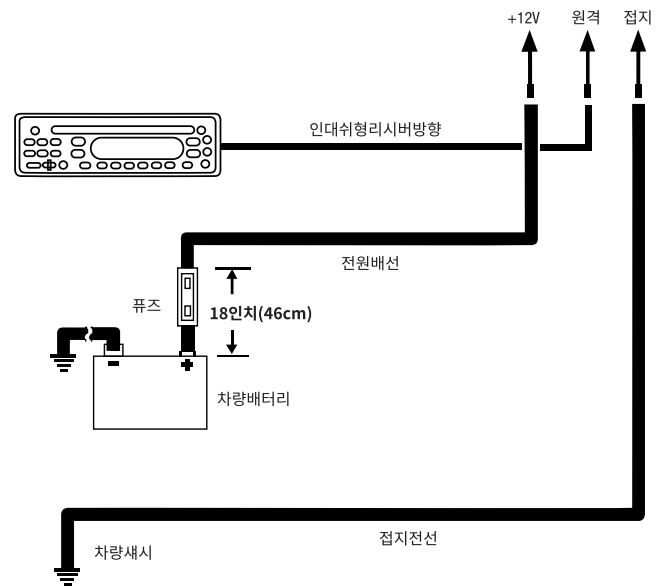 +12V 원격 접지
인대쉬형리시버방향
전원배선
퓨즈
18인치(46cm)
차량배터리
접지전선
차량섀시